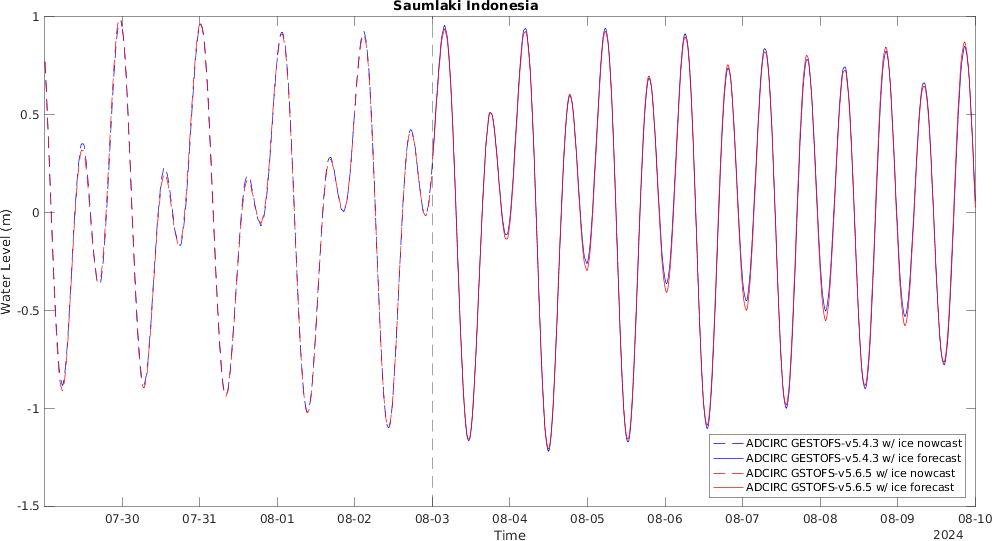 Saumlaki Indonesia
1
0.5
0
-0.5
-1
-1.5
Water Level (m)
07-30 07-31 08-01 08-02 08-03 08-04 08-05 08-06 08-07 08-08 08-09 08-10
Time
2024
ADCIRC GESTOFS-v5.4.3 w/ ice nowcast
ADCIRC GESTOFS-v5.4.3 w/ ice forecast
ADCIRC GSTOFS-v5.6.5 w/ ice nowcast
ADCIRC GSTOFS-v5.6.5 w/ ice forecast